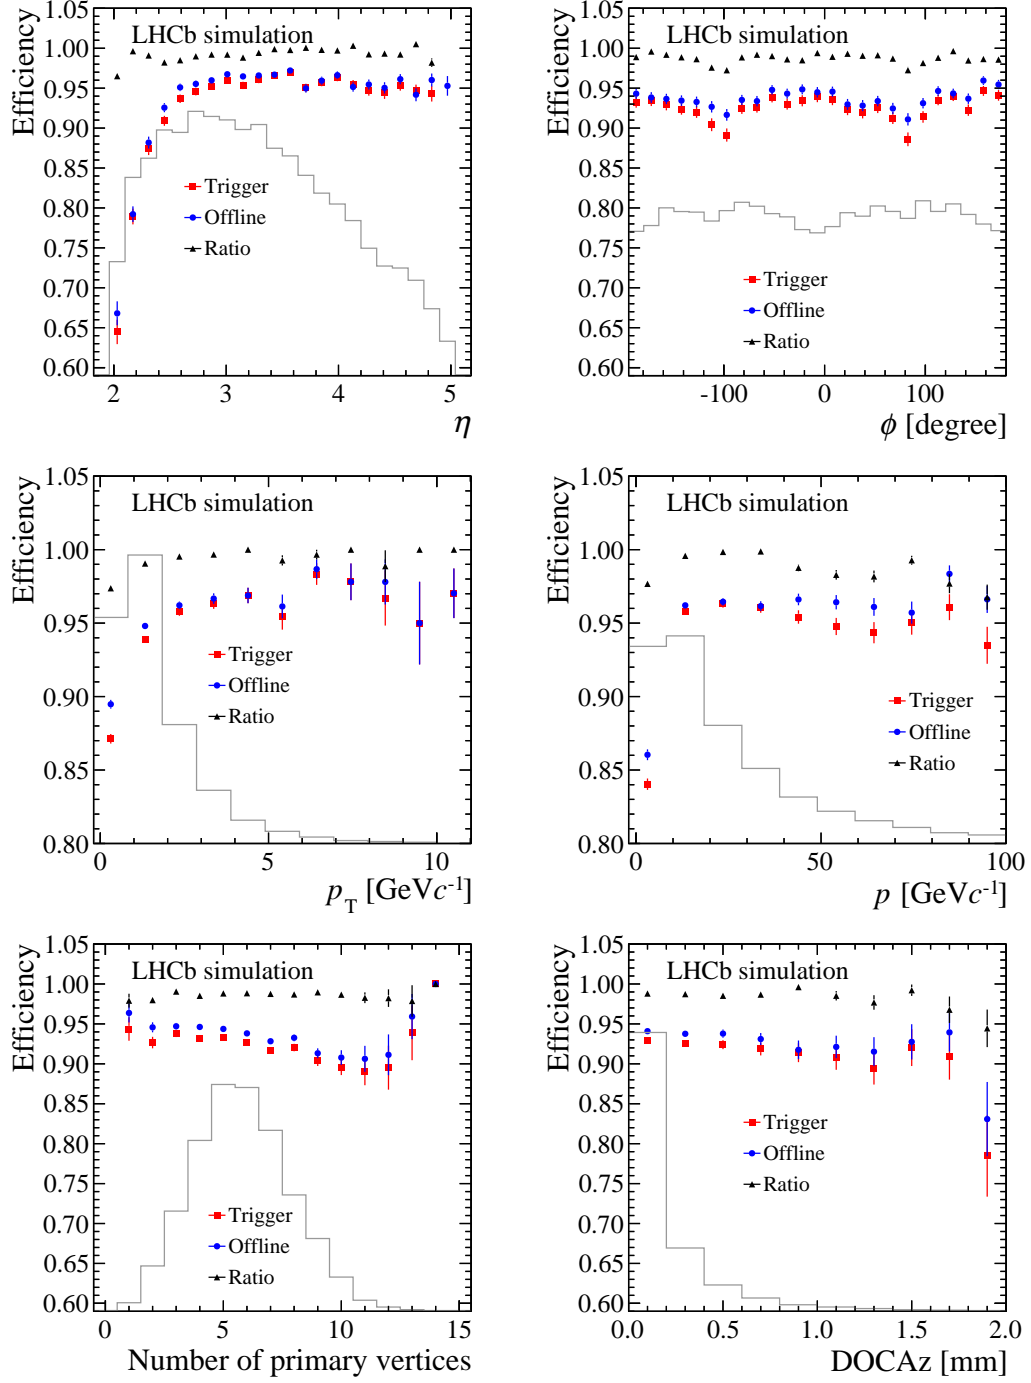 LHCb simulation
Efficiency
1.05
1.00
0.95
0.90
0.85
0.80
0.75
0.70
0.65
0.60
Trigger
Offline
Ratio
2 3 4 5
η
LHCb simulation
Efficiency
1.05
1.00
0.95
0.90
0.85
0.80
0.75
0.70
0.65
0.60
Trigger
Offline
Ratio
-100 0 100
ϕ [degree]
LHCb simulation
Efficiency
1.05
1.00
0.95
0.90
0.85
0.80
Trigger
Offline
Ratio
0 5 10
p_T [GeVc⁻¹]
LHCb simulation
Efficiency
1.05
1.00
0.95
0.90
0.85
0.80
Trigger
Offline
Ratio
0 50 100
p [GeVc⁻¹]
LHCb simulation
Efficiency
1.05
1.00
0.95
0.90
0.85
0.80
0.75
0.70
0.65
0.60
Trigger
Offline
Ratio
0 5 10 15
Number of primary vertices
LHCb simulation
Efficiency
1.05
1.00
0.95
0.90
0.85
0.80
0.75
0.70
0.65
0.60
Trigger
Offline
Ratio
0.0 0.5 1.0 1.5 2.0
DOCAz [mm]